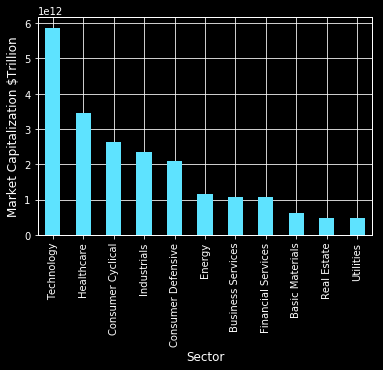 1e12
6
5
4
3
2
1
0
Market Capitalization $Trillion
Technology
Healthcare
Consumer Cyclical
Industrials
Consumer Defensive
Energy
Business Services
Financial Services
Basic Materials
Real Estate
Utilities
Sector